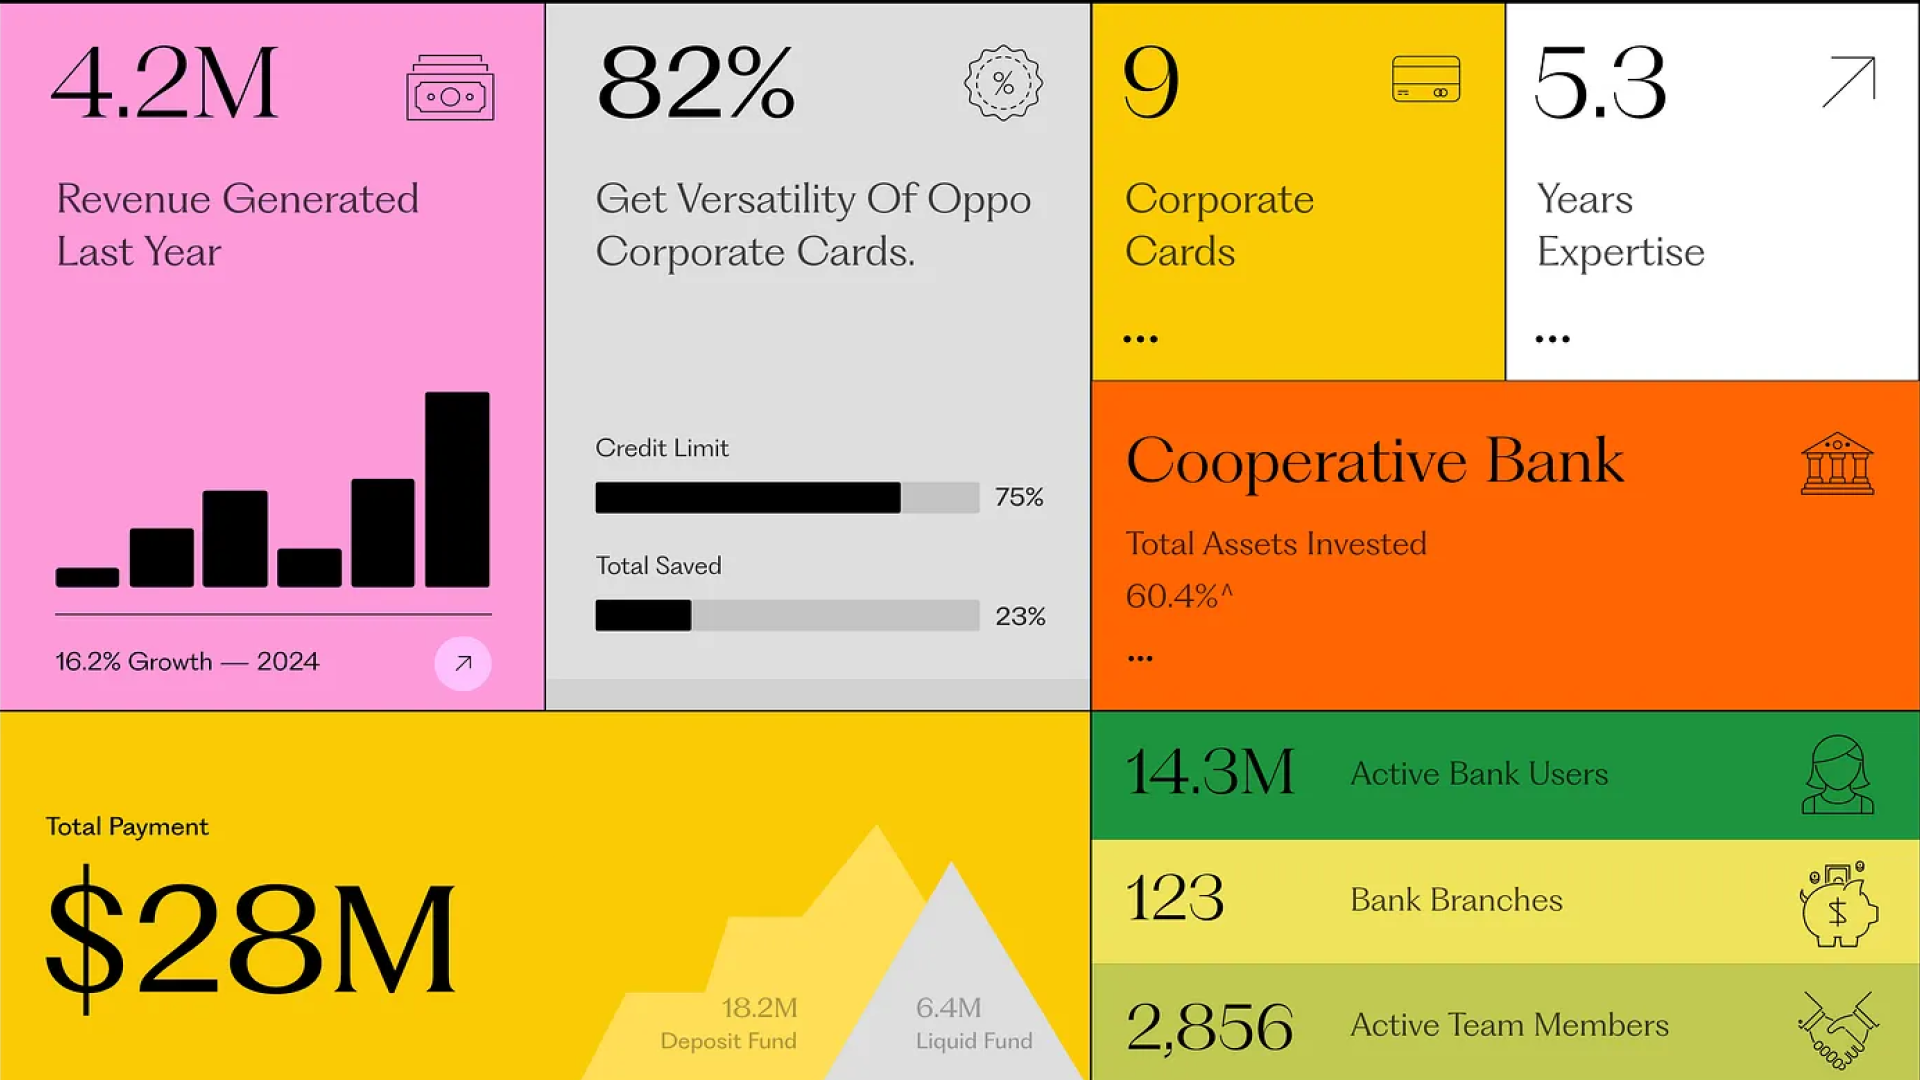 4.2M
Revenue Generated
Last Year
16.2% Growth — 2024
82%
%
Get Versatility Of Oppo
Corporate Cards.
Credit Limit
75%
Total Saved
23%
9
Corporate
Cards
...
5.3
Years
Expertise
...
Cooperative Bank
Total Assets Invested
60.4%^
...
Total Payment
$28M
18.2M
Deposit Fund
6.4M
Liquid Fund
14.3M Active Bank Users
123 Bank Branches
$
2,856 Active Team Members